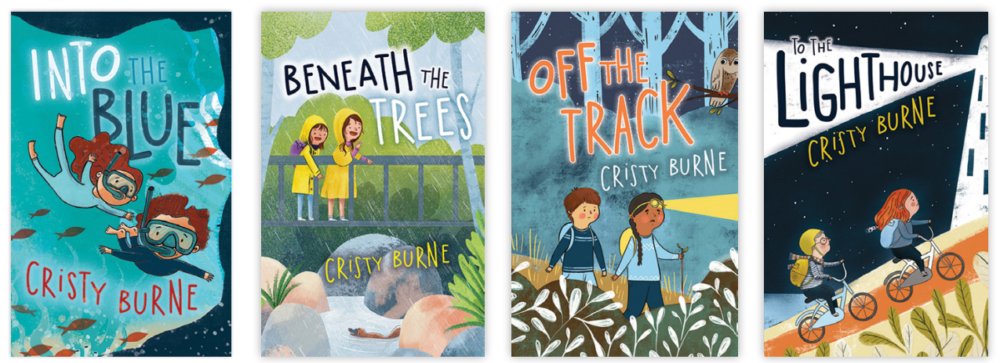 INTO THE
BLUE
CRISTY BURNE
BENEATH THE
TREES
CRISTY BURNE
OFF THE
TRACK
CRISTY BURNE
TO THE
LiGHTHOUSE
CRISTY BURNE